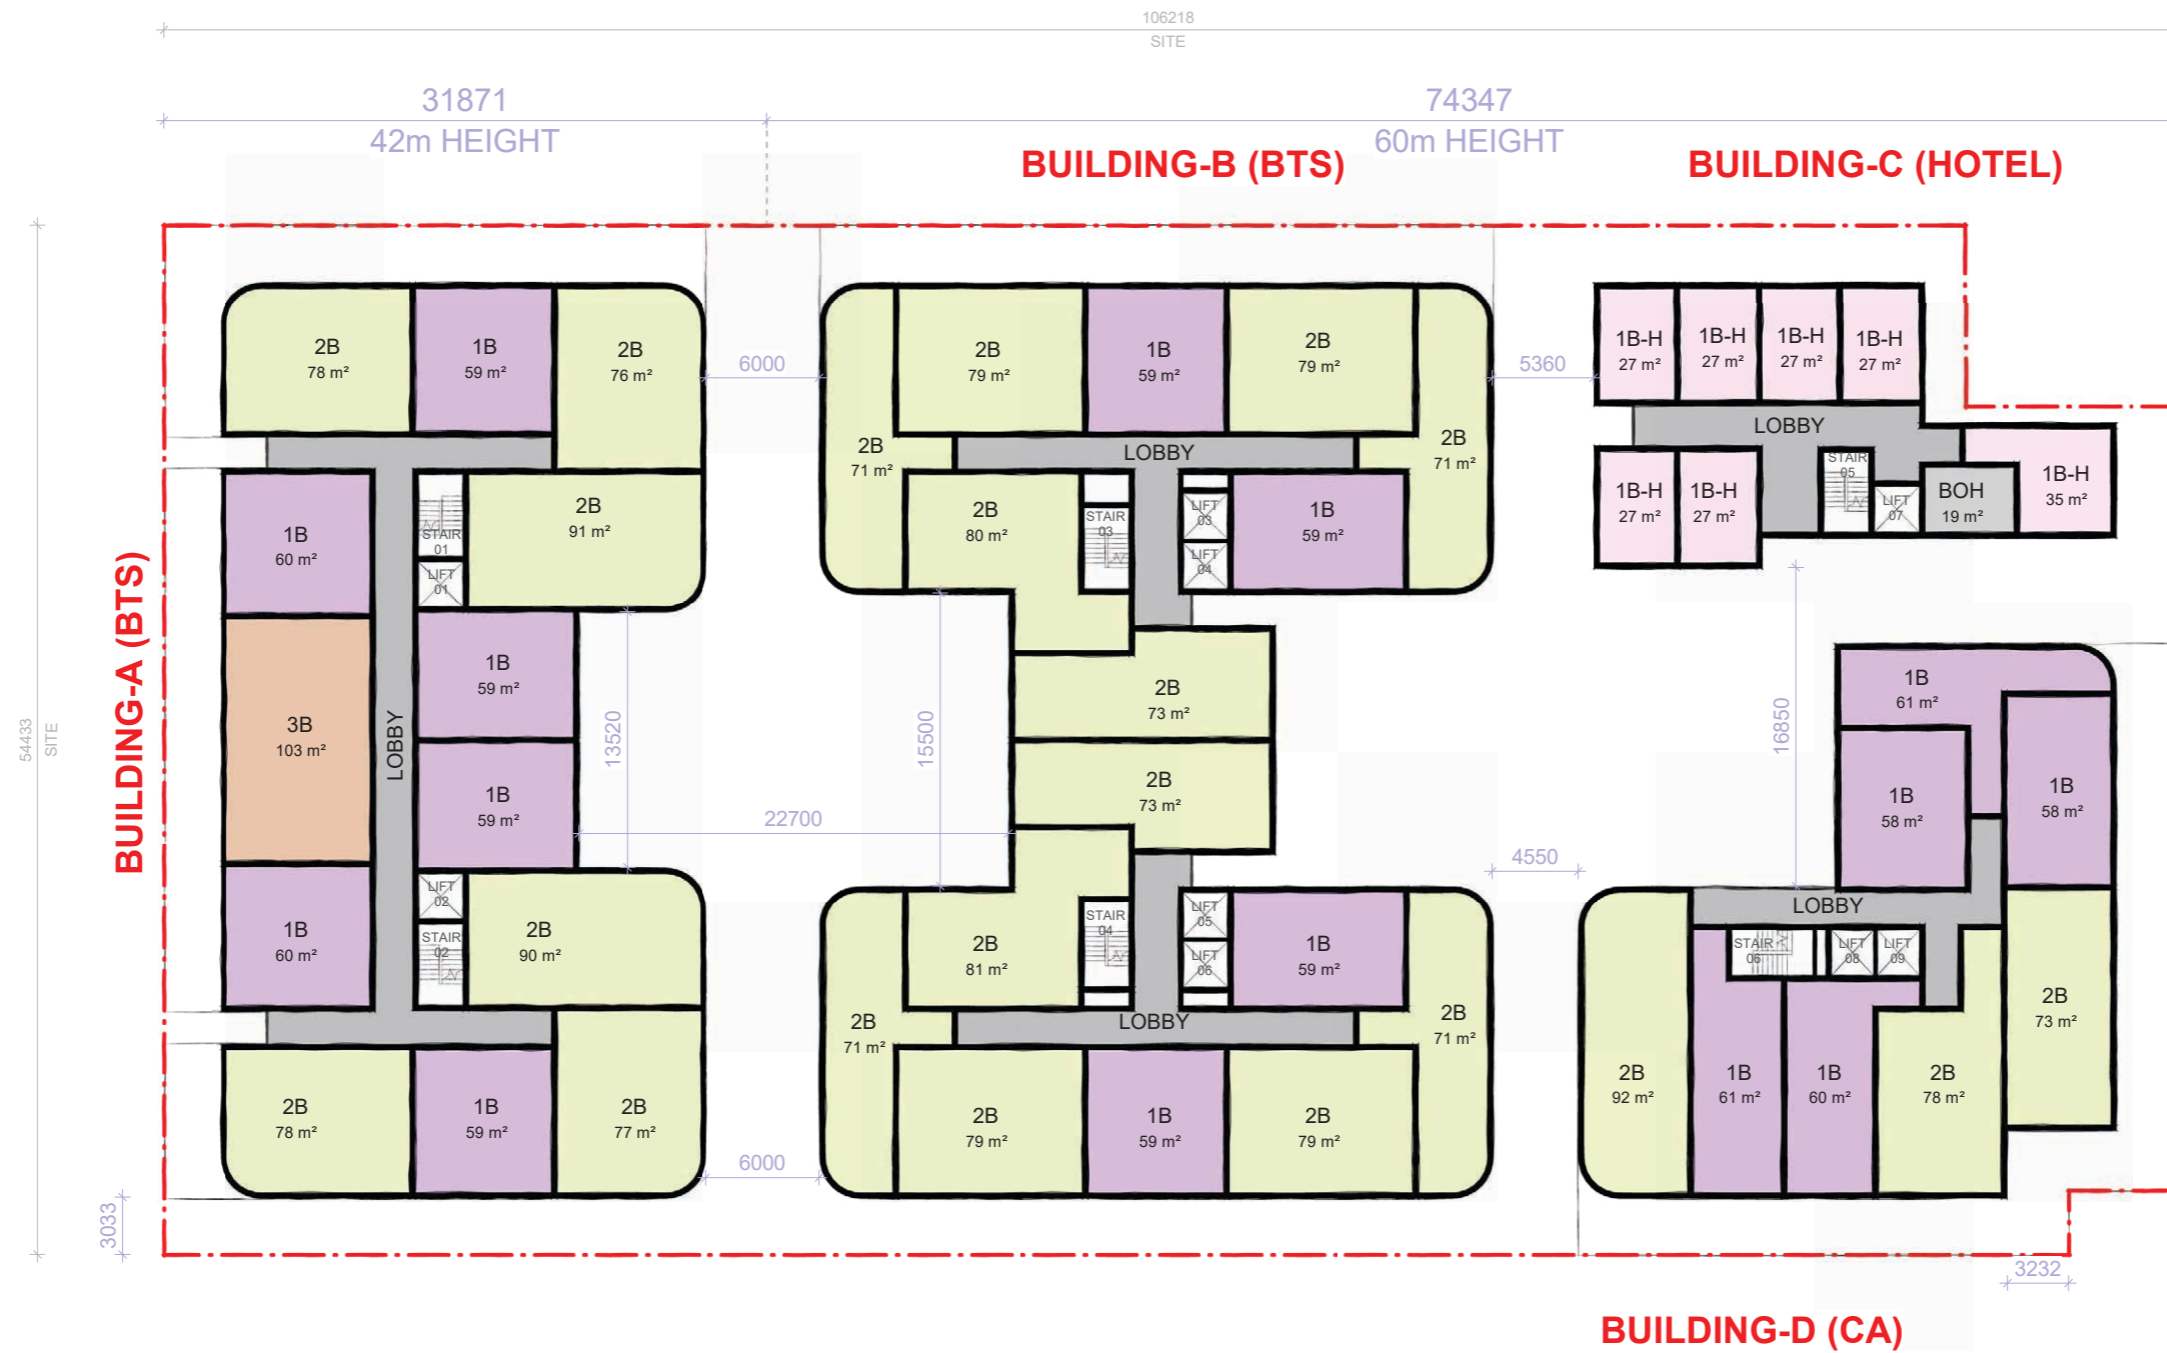 106218
SITE
31871
42m HEIGHT
74347
60m HEIGHT
BUILDING-B (BTS)
BUILDING-C (HOTEL)
BUILDING-A (BTS)
54433
SITE
2B
78 m²
1B
59 m²
2B
76 m²
6000
1B
60 m²
STAIR
01
LIFT
01
2B
91 m²
3B
103 m²
LOBBY
1B
59 m²
1B
59 m²
13520
22700
1B
60 m²
LIFT
02
STAIR
02
2B
90 m²
2B
78 m²
1B
59 m²
2B
77 m²
6000
3033
2B
71 m²
2B
79 m²
1B
59 m²
2B
79 m²
2B
71 m²
LOBBY
2B
80 m²
STAIR
03
LIFT
03
LIFT
04
1B
59 m²
15500
2B
73 m²
2B
73 m²
2B
81 m²
STAIR
04
LIFT
05
LIFT
06
1B
59 m²
LOBBY
2B
71 m²
2B
79 m²
1B
59 m²
2B
79 m²
2B
71 m²
5360
4550
1B-H
27 m²
1B-H
27 m²
1B-H
27 m²
1B-H
27 m²
LOBBY
1B-H
27 m²
1B-H
27 m²
STAIR
05
LIFT
07
BOH
19 m²
1B-H
35 m²
16850
1B
61 m²
1B
58 m²
1B
58 m²
LOBBY
STAIR
06
LIFT
08
LIFT
09
2B
92 m²
1B
61 m²
1B
60 m²
2B
78 m²
2B
73 m²
3232
BUILDING-D (CA)